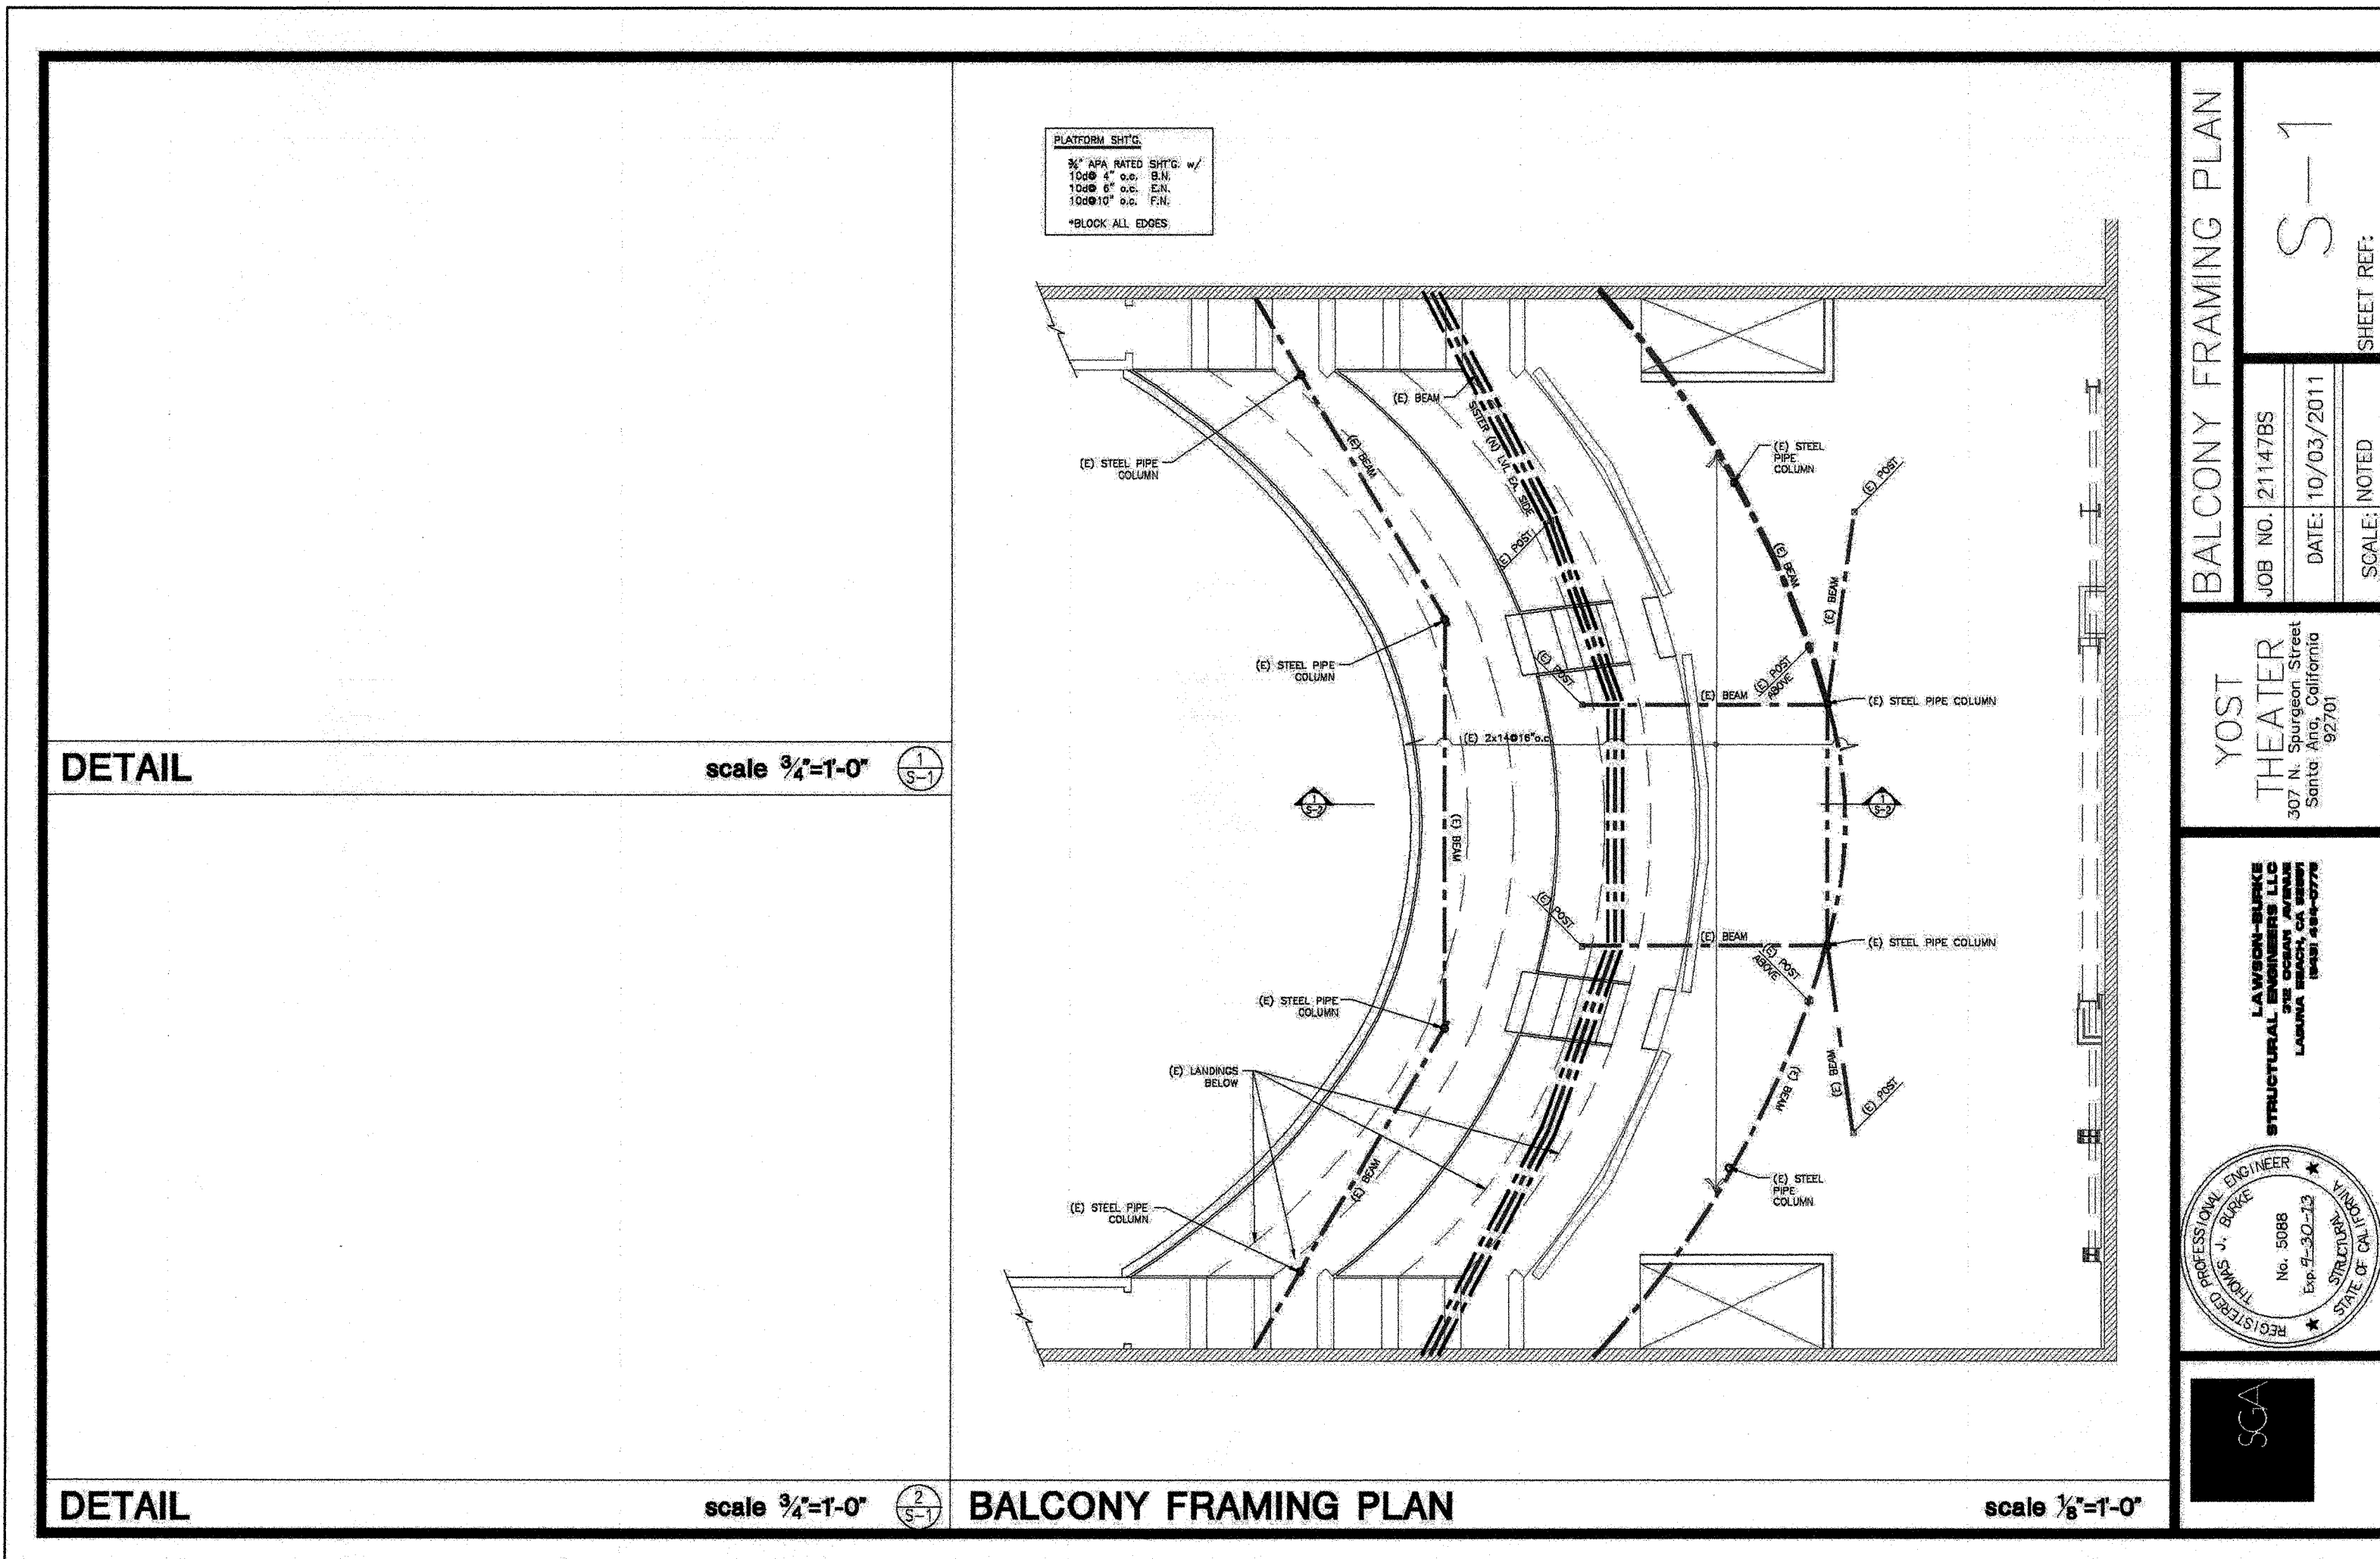 PLATFORM SHT'G.
¾" APA RATED SHT'G. w/
10d@ 4" o.c. B.N.
10d@ 6" o.c. E.N.
10d@10" o.c. F.N.
*BLOCK ALL EDGES
(E) BEAM
SISTER (N) LVL EA. SIDE
(E) STEEL PIPE
COLUMN
(E) BEAM
(E) STEEL
PIPE
COLUMN
(E) POST
(E) POST
(E) BEAM
(E) BEAM
(E) STEEL PIPE
COLUMN
(E) POST
(E) POST
ABOVE
(E) BEAM
(E) STEEL PIPE COLUMN
(E) 2x14@16"o.c.
1
S-2
1
S-2
(E) BEAM
(E) POST
(E) BEAM
(E) POST
ABOVE
(E) STEEL PIPE COLUMN
(E) STEEL PIPE
COLUMN
(E) LANDINGS
BELOW
(E) BEAM
(E) BEAM
(E) POST
(E) BEAM
(E) STEEL
PIPE
COLUMN
(E) STEEL PIPE
COLUMN
DETAIL
scale ¾"=1'-0"
1
S-1
DETAIL
scale ¾"=1'-0"
2
S-1
BALCONY FRAMING PLAN
scale ⅛"=1'-0"
BALCONY FRAMING PLAN
S-1
SHEET REF:
JOB NO. 21147BS
DATE: 10/03/2011
SCALE: NOTED
YOST
THEATER
307 N. Spurgeon Street
Santa Ana, California
92701
LAWSON-BURKE
STRUCTURAL ENGINEERS LLC
312 OCEAN AVENUE
LAGUNA BEACH, CA 92651
(949) 494-0776
REGISTERED PROFESSIONAL ENGINEER
THOMAS J. BURKE
No. 5088
Exp. 9-30-13
STRUCTURAL
STATE OF CALIFORNIA
SGA